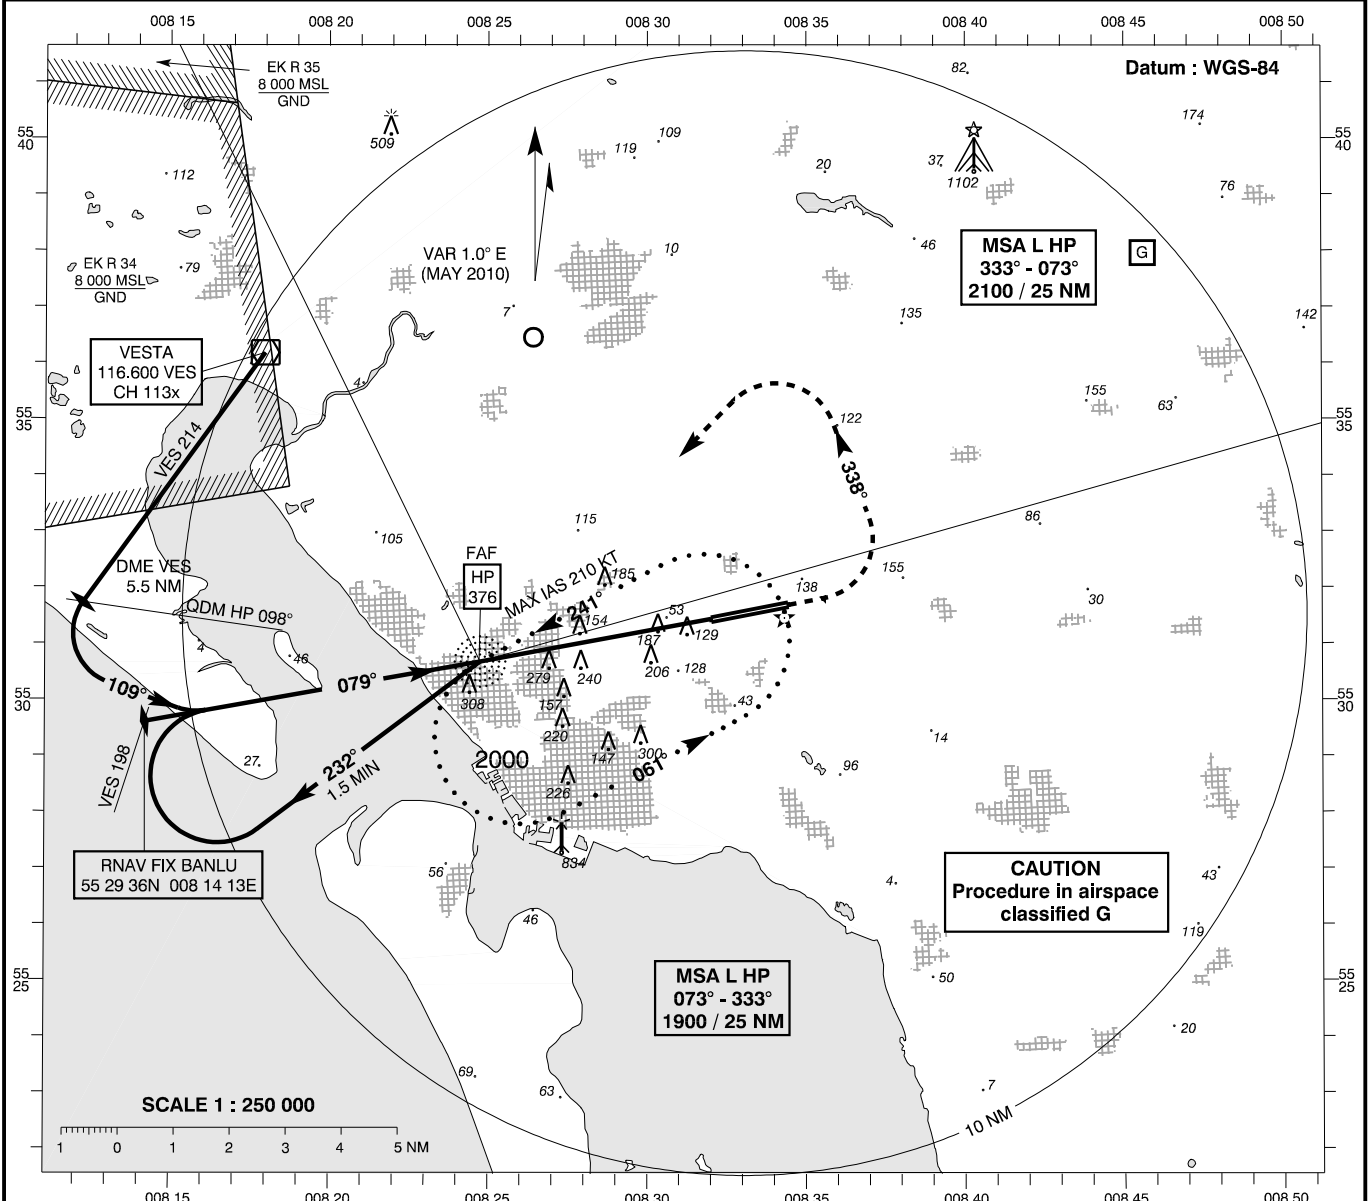 008 15 008 20 008 25 008 30 008 35 008 40 008 45 008 50
EK R 35
8 000 MSL
GND
82
Datum : WGS-84
55
40
509
109
119
20
37
1102
174
55
40
112
76
EK R 34
8 000 MSL
GND
79
VAR 1.0° E
(MAY 2010)
10
46
MSA L HP
333° - 073°
2100 / 25 NM
G
7
135
142
VESTA
116.600 VES
CH 113x
4
155
63
55
35
122
55
35
VES 214
338°
115
86
105
FAF
HP
376
MAX IAS 210 KT
185
155
DME VES
5.5 NM
241°
138
30
QDM HP 098°
154
53
187
129
4
46
279
240
206
128
109°
079°
308
157
43
55
30
55
30
220
VES 198
27
232°
1.5 MIN
2000
147
300
061°
96
14
226
RNAV FIX BANLU
55 29 36N 008 14 13E
834
56
4
43
CAUTION
Procedure in airspace
classified G
46
119
55
25
MSA L HP
073° - 333°
1900 / 25 NM
50
55
25
20
69
63
7
SCALE 1 : 250 000
10 NM
1 0 1 2 3 4 5 NM
008 15 008 20 008 25 008 30 008 35 008 40 008 45 008 50